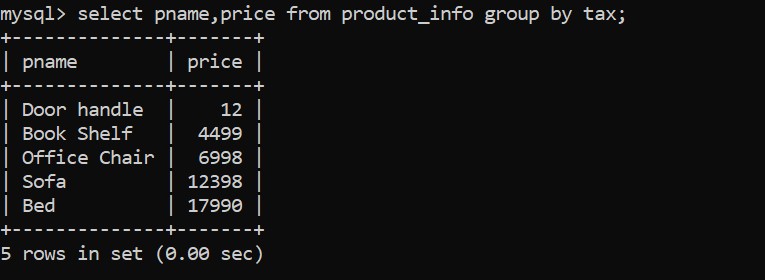 mysql> select pname,price from product_info group by tax;
+--------------+-------+
| pname        | price |
+--------------+-------+
| Door handle  |    12 |
| Book Shelf   |  4499 |
| Office Chair |  6998 |
| Sofa         | 12398 |
| Bed          | 17990 |
+--------------+-------+
5 rows in set (0.00 sec)